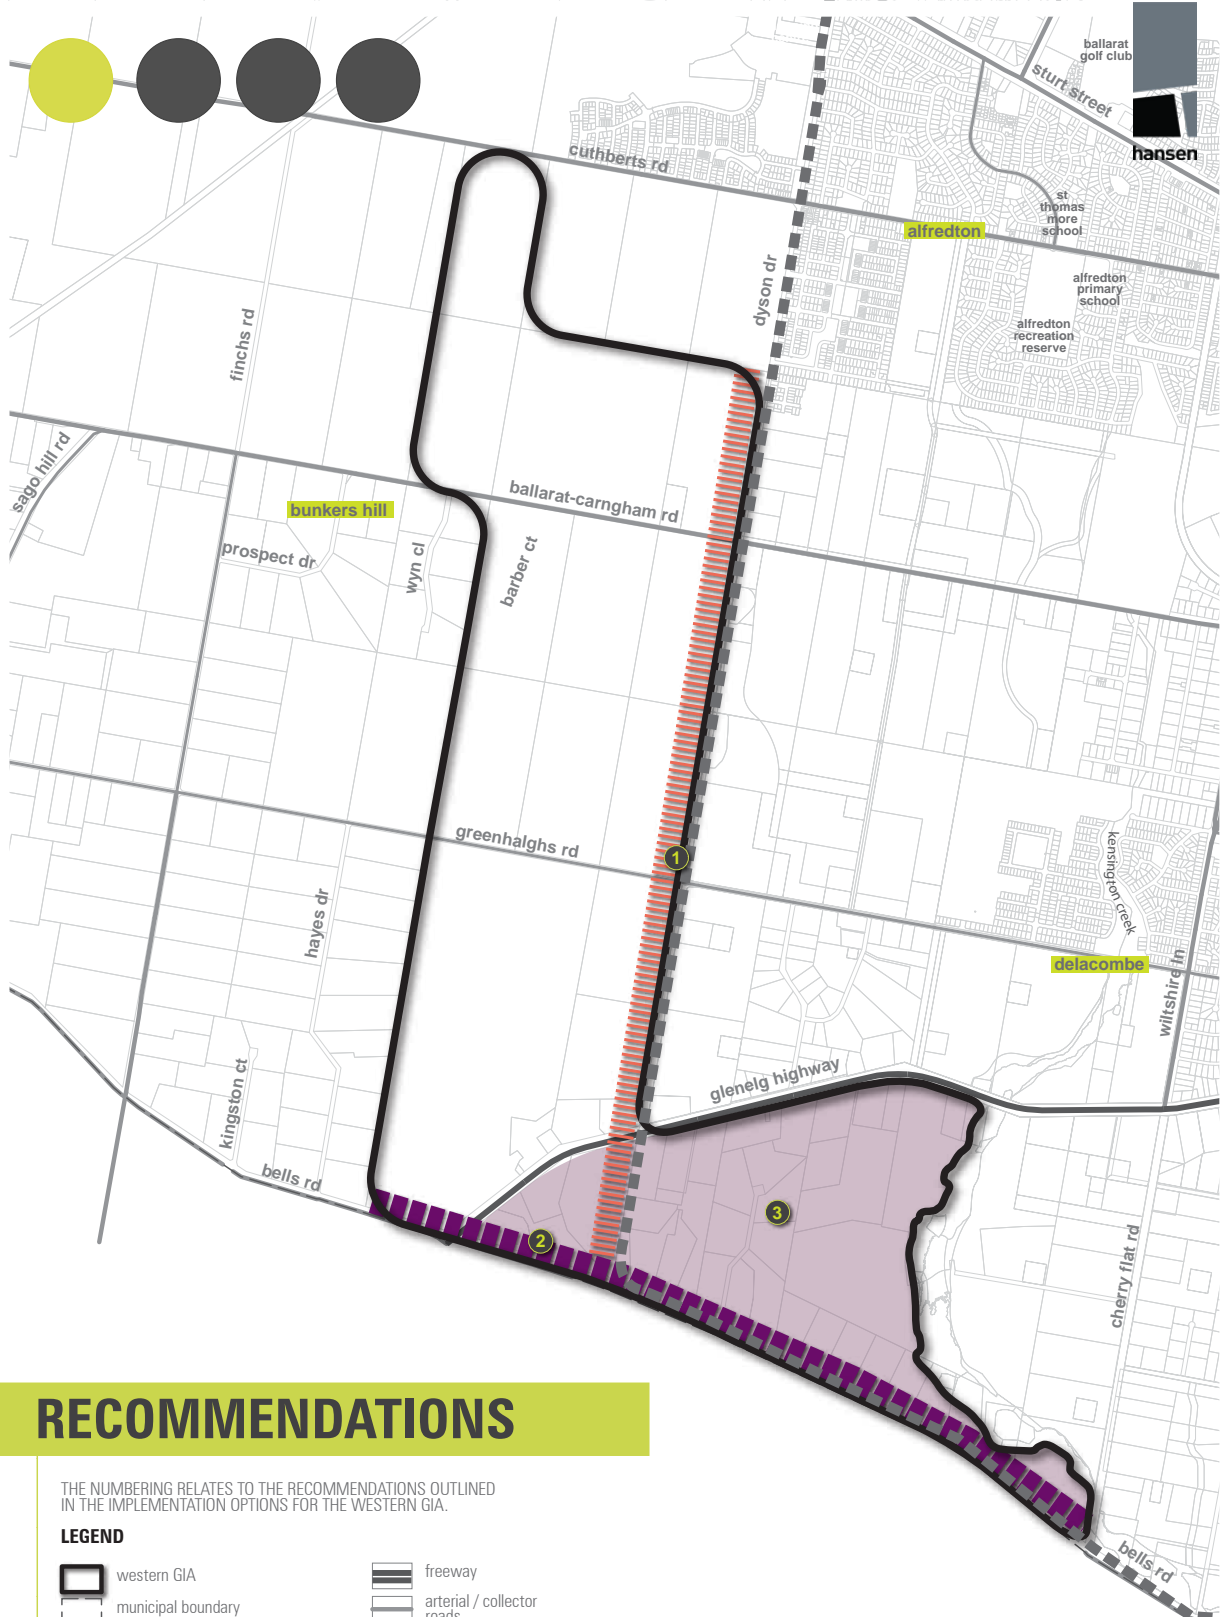 ballarat
golf club
sturt street
hansen
cuthberts rd
st
thomas
more
school
alfredton
dyson dr
alfredton
primary
school
finchs rd
alfredton
recreation
reserve
sago hill rd
ballarat-carngham rd
bunkers hill
prospect dr
wyn cl
barber ct
greenhalghs rd
1
kensington creek
hayes dr
delacombe
wiltshire ln
glenelg highway
kingston ct
bells rd
2
3
cherry flat rd
RECOMMENDATIONS
THE NUMBERING RELATES TO THE RECOMMENDATIONS OUTLINED
IN THE IMPLEMENTATION OPTIONS FOR THE WESTERN GIA.
LEGEND
western GIA
freeway
municipal boundary
arterial / collector
roads
bells rd